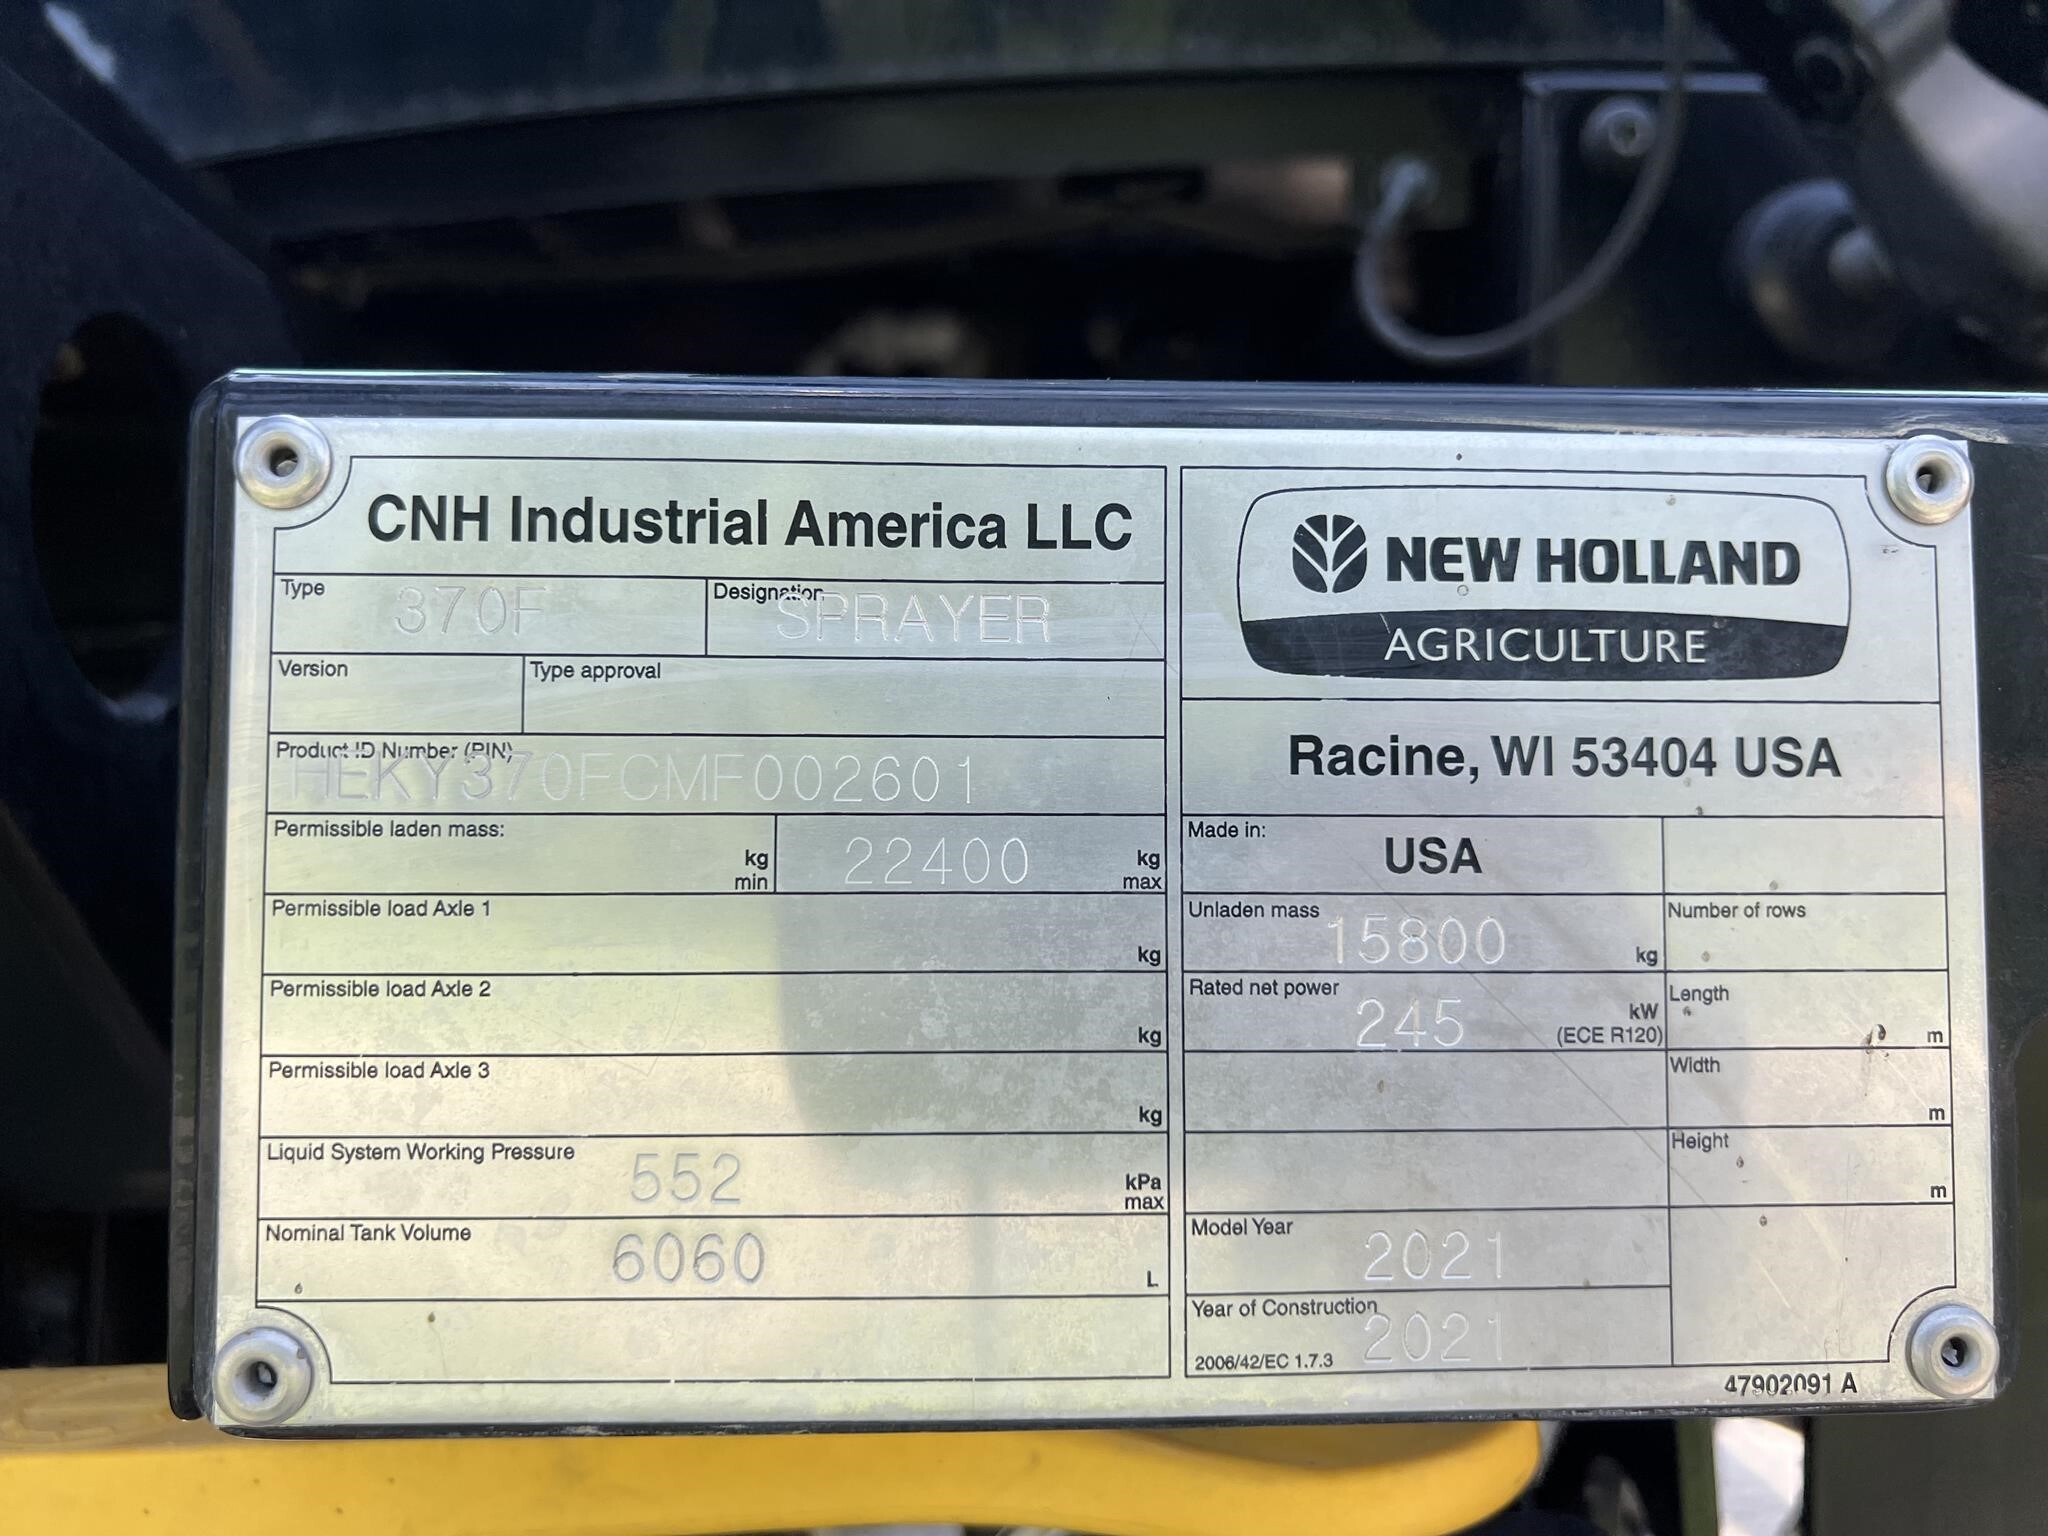 CNH Industrial America LLC
Type 370F
Designation SPRAYER
Version
Type approval
Product ID Number (PIN)
HEKY370FCMF002601
Permissible laden mass:
kg min
22400 kg max
Permissible load Axle 1
kg
Permissible load Axle 2
kg
Permissible load Axle 3
kg
Liquid System Working Pressure 552 kPa max
Nominal Tank Volume 6060 L
NEW HOLLAND
AGRICULTURE
Racine, WI 53404 USA
Made in: USA
Unladen mass 15800 kg
Number of rows
Rated net power 245 kW (ECE R120)
Length m
Width m
Height m
Model Year 2021
Year of Construction 2021
2006/42/EC 1.7.3
47902091 A